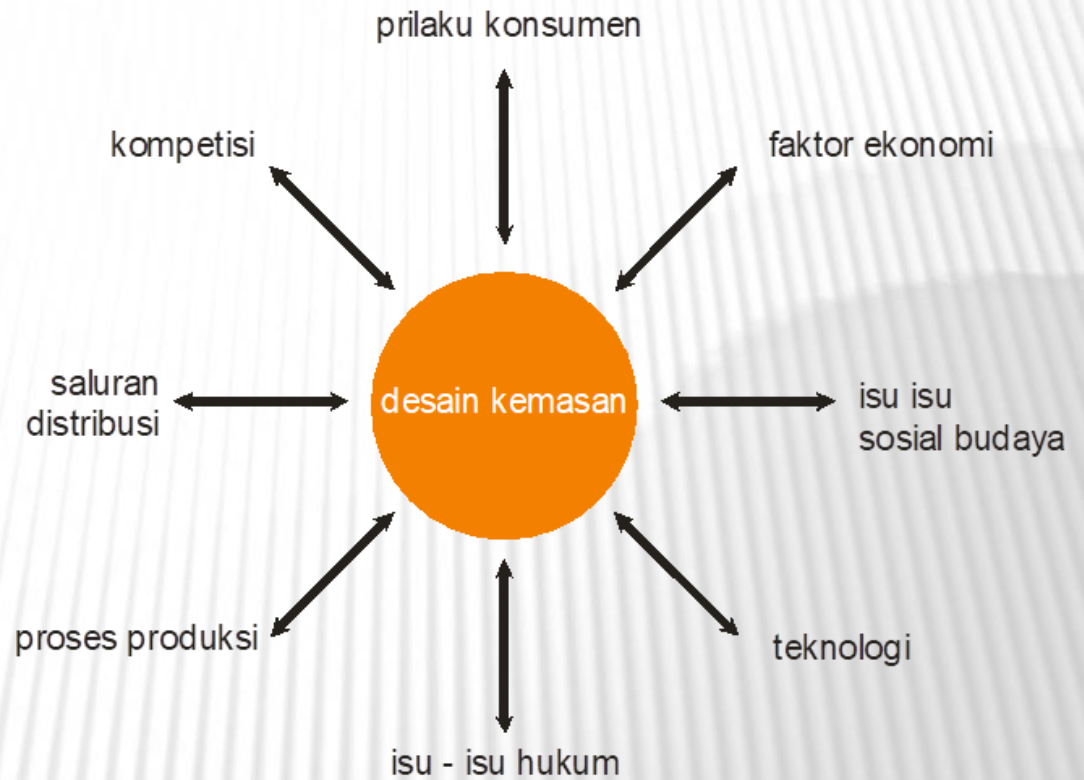 prilaku konsumen
kompetisi
faktor ekonomi
saluran
distribusi
desain kemasan
isu isu
sosial budaya
proses produksi
teknologi
isu - isu hukum